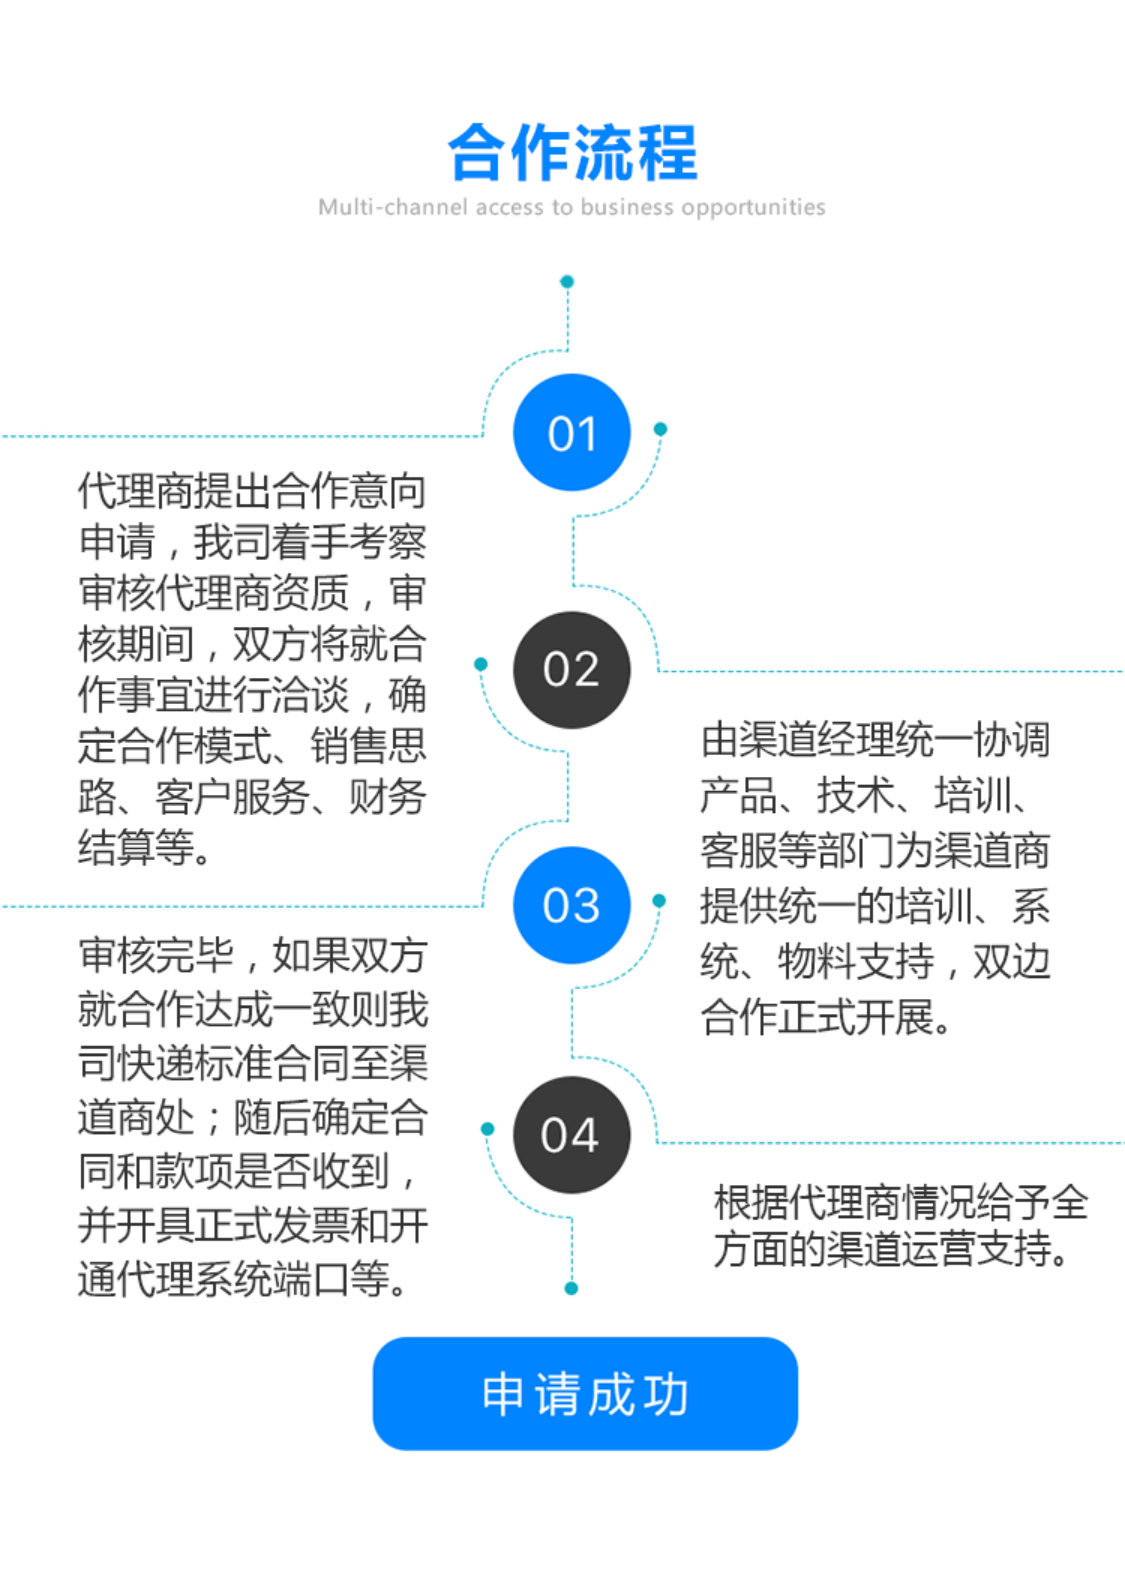 合作流程
Multi-channel access to business opportunities
01
代理商提出合作意向
申请，我司着手考察
审核代理商资质，审
核期间，双方将就合
作事宜进行洽谈，确
定合作模式、销售思
路、客户服务、财务
结算等。
02
由渠道经理统一协调
产品、技术、培训、
客服等部门为渠道商
提供统一的培训、系
统、物料支持，双边
合作正式开展。
03
审核完毕，如果双方
就合作达成一致则我
司快递标准合同至渠
道商处；随后确定合
同和款项是否收到，
并开具正式发票和开
通代理系统端口等。
04
根据代理商情况给予全
方面的渠道运营支持。
申请成功